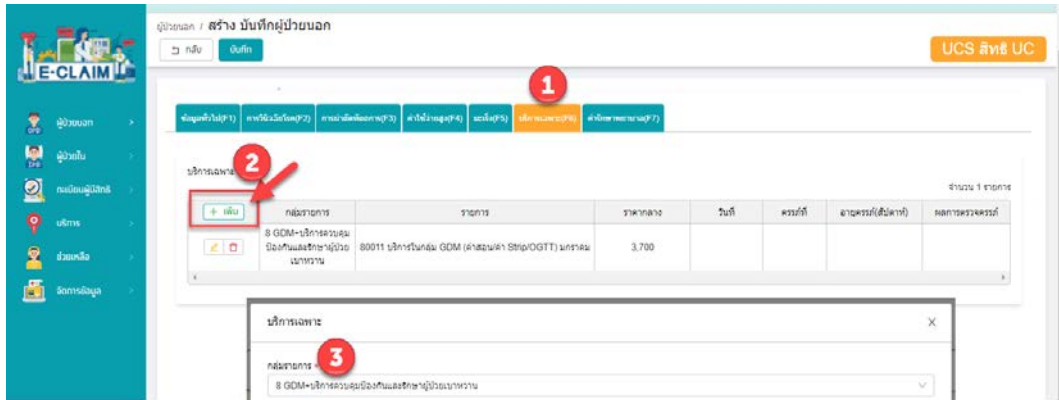 ผู้ป่วยนอก / สร้าง บันทึกผู้ป่วยนอก
กลับ
บันทึก
UCS สิทธิ UC
E-CLAIM
1
ข้อมูลทั่วไป(F1) การวินิจฉัยโรค(F2) การผ่าตัดหัตถการ(F3) ค่าใช้จ่ายสูง(F4) มะเร็ง(F5) บริการเฉพาะ(F6) ค่ารักษาพยาบาล(F7)
ผู้ป่วยนอก
ผู้ป่วยใน
ทะเบียนผู้มีสิทธิ
บริการ
ช่วยเหลือ
จัดการข้อมูล
2
บริการเฉพาะ
จำนวน 1 รายการ
+ เพิ่ม กลุ่มรายการ รายการ ราคากลาง วันที่ ครรภ์ที่ อายุครรภ์(สัปดาห์) ผลการตรวจครรภ์
8 GDM-บริการควบคุม
ป้องกันและรักษาผู้ป่วย
เบาหวาน
80011 บริการในกลุ่ม GDM (ค่าสอน/ค่า Strip/OGTT) มกราคม
3,700
บริการเฉพาะ
3
กลุ่มรายการ
8 GDM-บริการควบคุมป้องกันและรักษาผู้ป่วยเบาหวาน